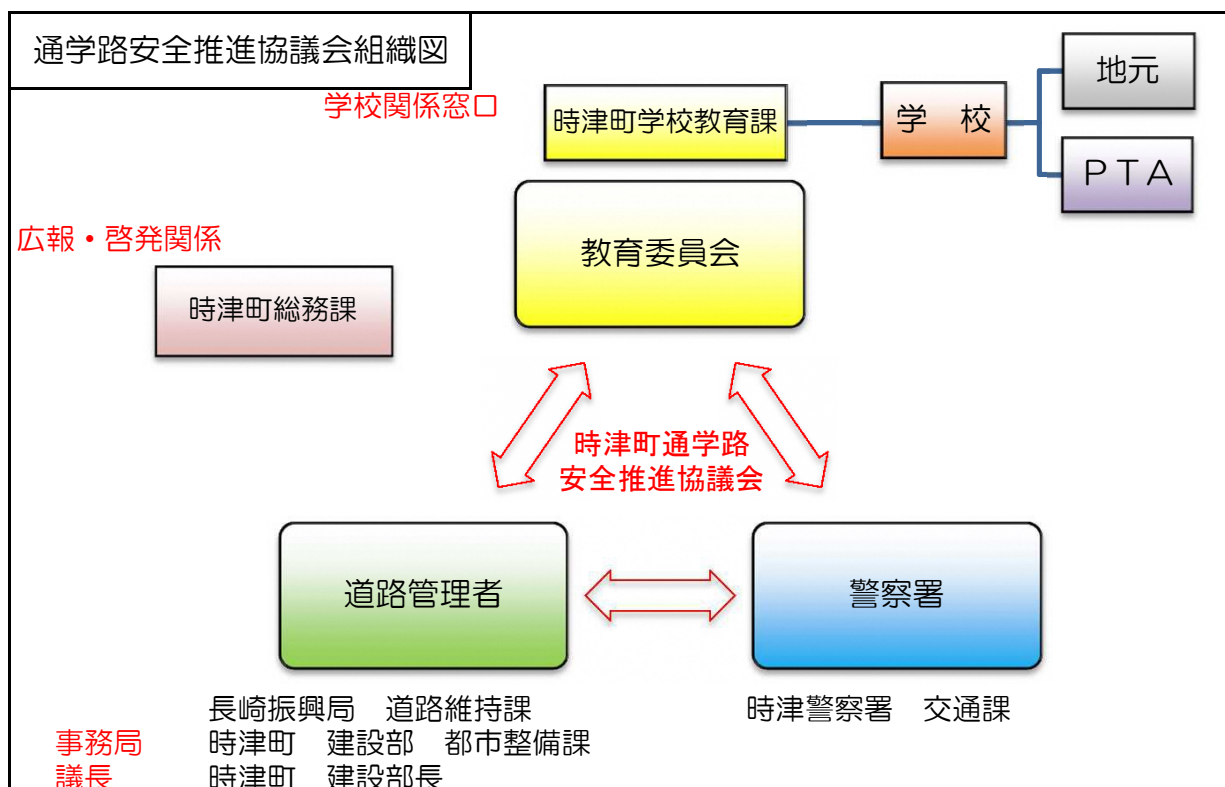 通学路安全推進協議会組織図
学校関係窓口
時津町学校教育課
学　校
地元
ＰＴＡ
教育委員会
広報・啓発関係
時津町総務課
時津町通学路
安全推進協議会
道路管理者
警察署
長崎振興局　道路維持課
時津警察署　交通課
事務局　時津町　建設部　都市整備課
議長　時津町　建設部長